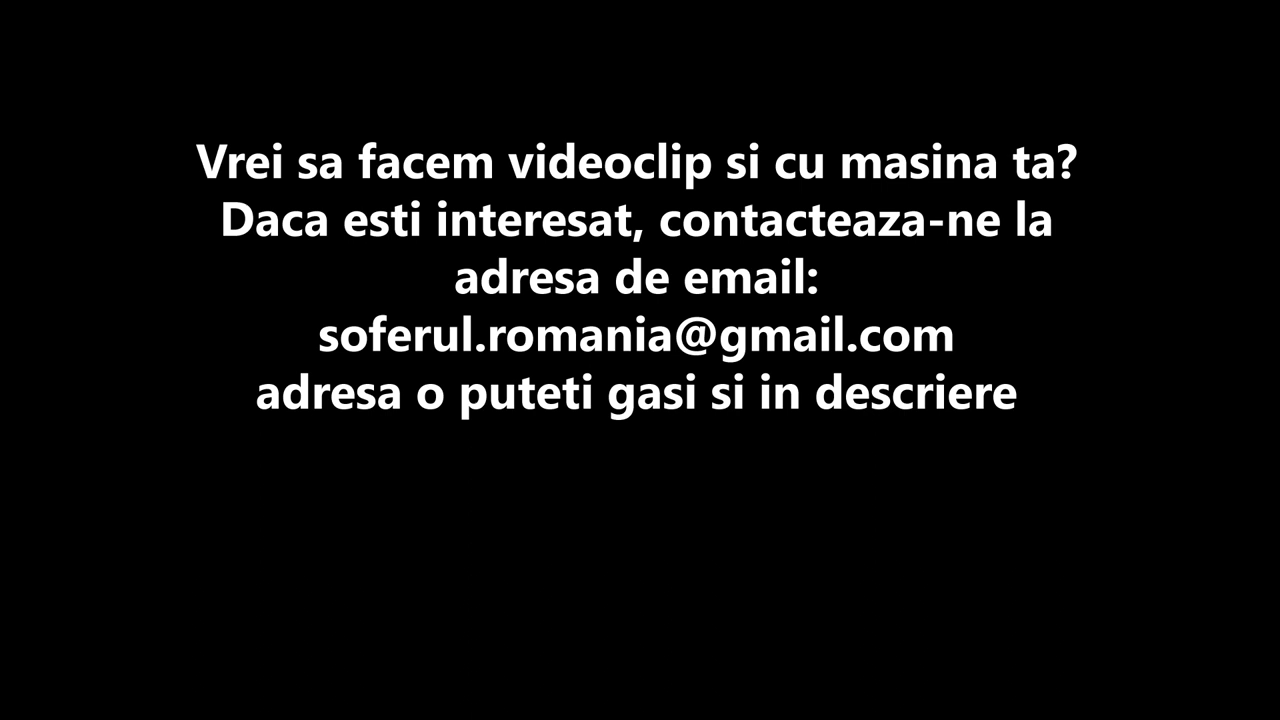 Vrei sa facem videoclip si cu masina ta?
Daca esti interesat, contacteaza-ne la
adresa de email:
soferul.romania@gmail.com
adresa o puteti gasi si in descriere